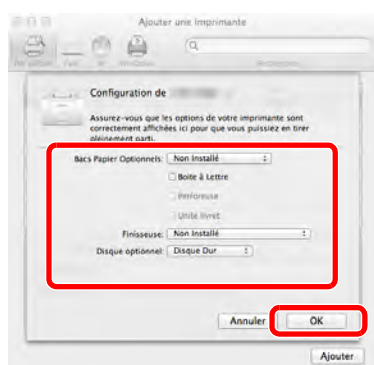 Ajouter une imprimante
Configuration de
Assurez-vous que les options de votre imprimante sont
correctement affichées ici pour que vous puissiez en tirer
pleinement parti.
Bacs Papier Optionnels: Non Installé
Boite à Lettre
Perforeuse
Unité livret
Finisseuse: Non Installé
Disque optionnel: Disque Dur
Annuler OK
Ajouter